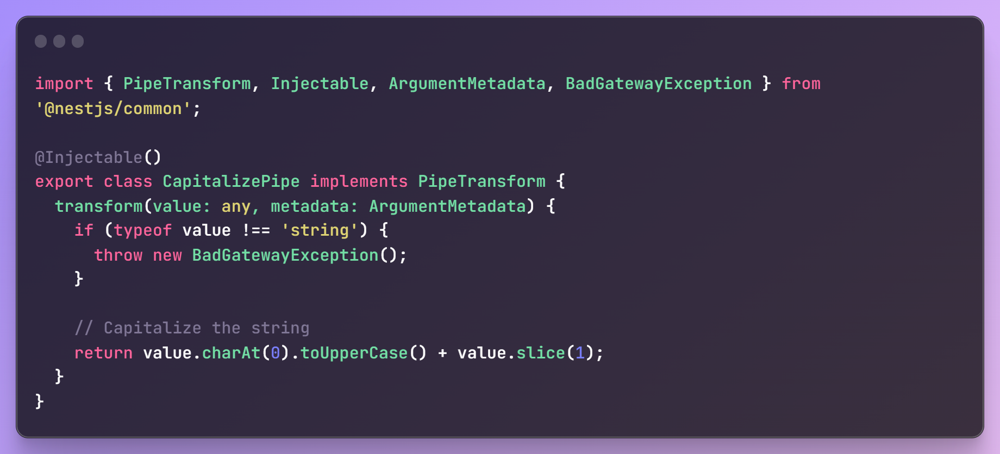 import { PipeTransform, Injectable, ArgumentMetadata, BadGatewayException } from
'@nestjs/common';

@Injectable()
export class CapitalizePipe implements PipeTransform {
  transform(value: any, metadata: ArgumentMetadata) {
    if (typeof value !== 'string') {
      throw new BadGatewayException();
    }

    // Capitalize the string
    return value.charAt(0).toUpperCase() + value.slice(1);
  }
}